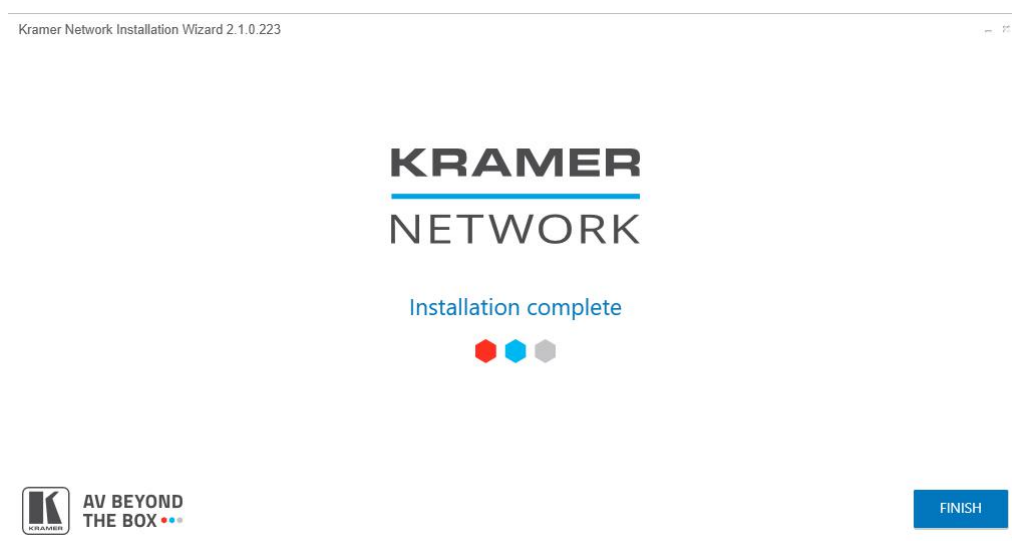 Kramer Network Installation Wizard 2.1.0.223
KRAMER
NETWORK
Installation complete
KRAMER
AV BEYOND
THE BOX
FINISH